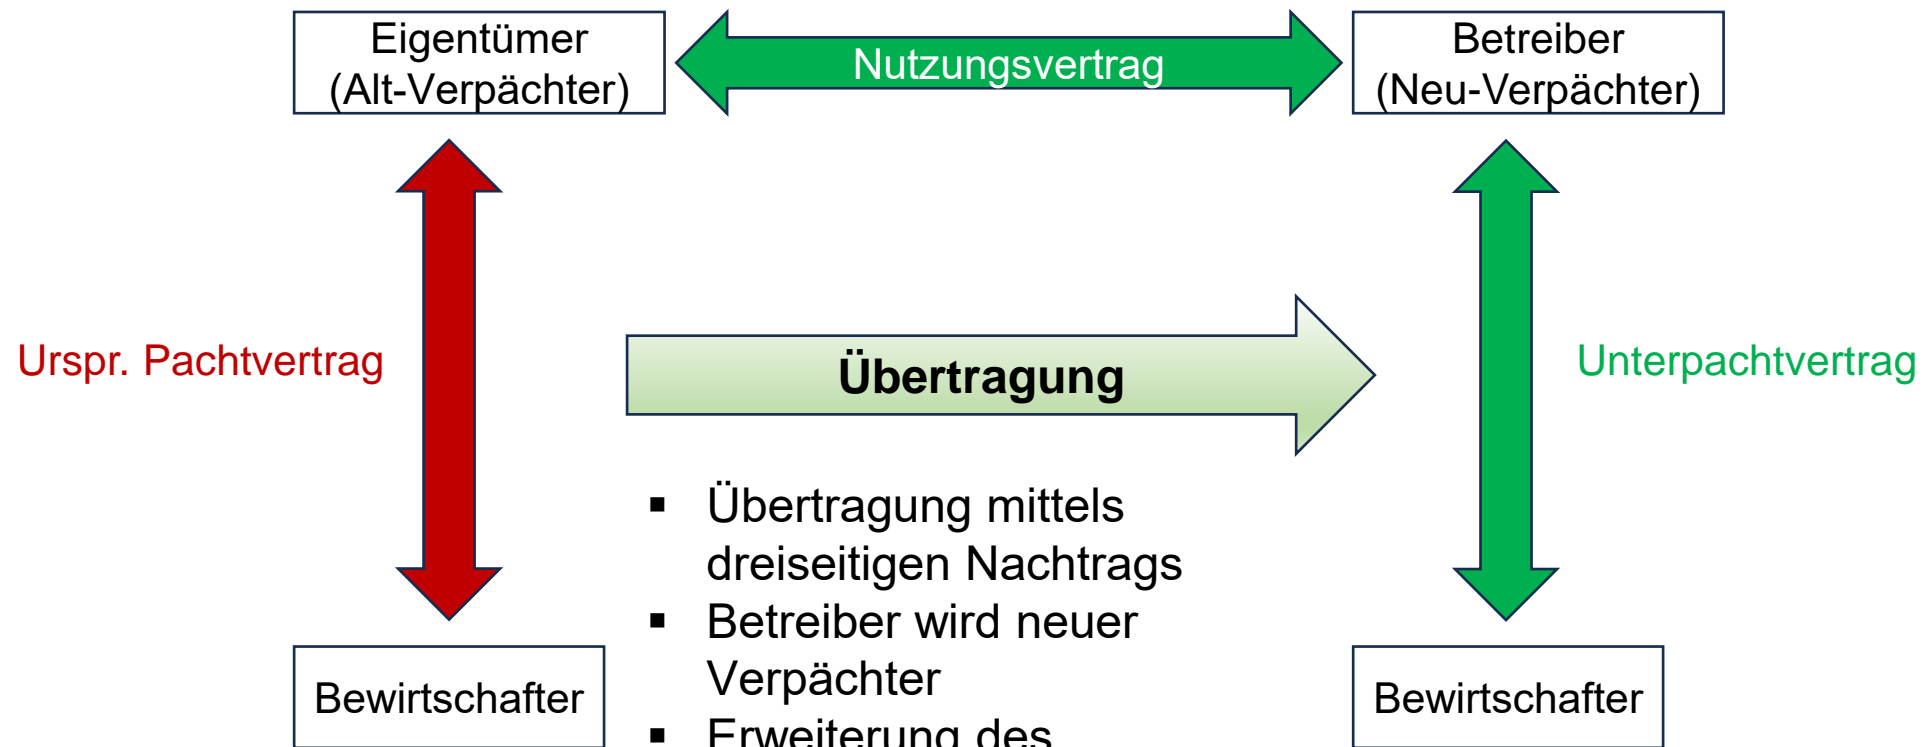 Eigentümer
(Alt-Verpächter)
Nutzungsvertrag
Betreiber
(Neu-Verpächter)
Urspr. Pachtvertrag
Übertragung
Unterpachtvertrag
▪ Übertragung mittels
dreiseitigen Nachtrags
▪ Betreiber wird neuer
Verpächter
▪ Erweiterung des
Bewirtschafter
Bewirtschafter